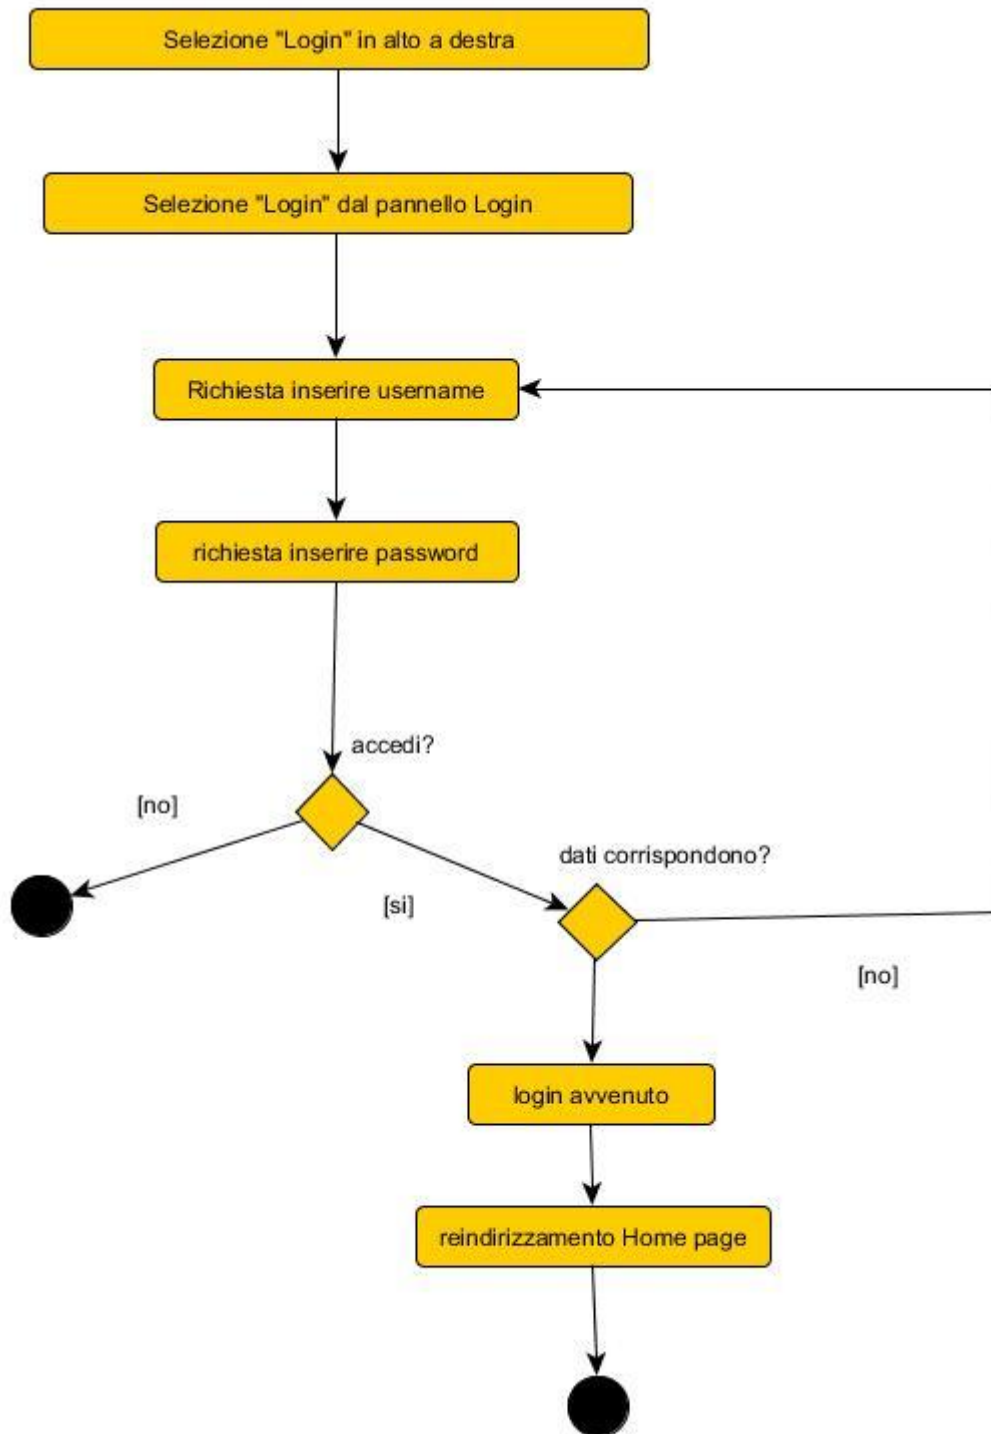 Selezione "Login" in alto a destra
Selezione "Login" dal pannello Login
Richiesta inserire username
richiesta inserire password
accedi?
[no]
[si]
dati corrispondono?
[no]
login avvenuto
reindirizzamento Home page